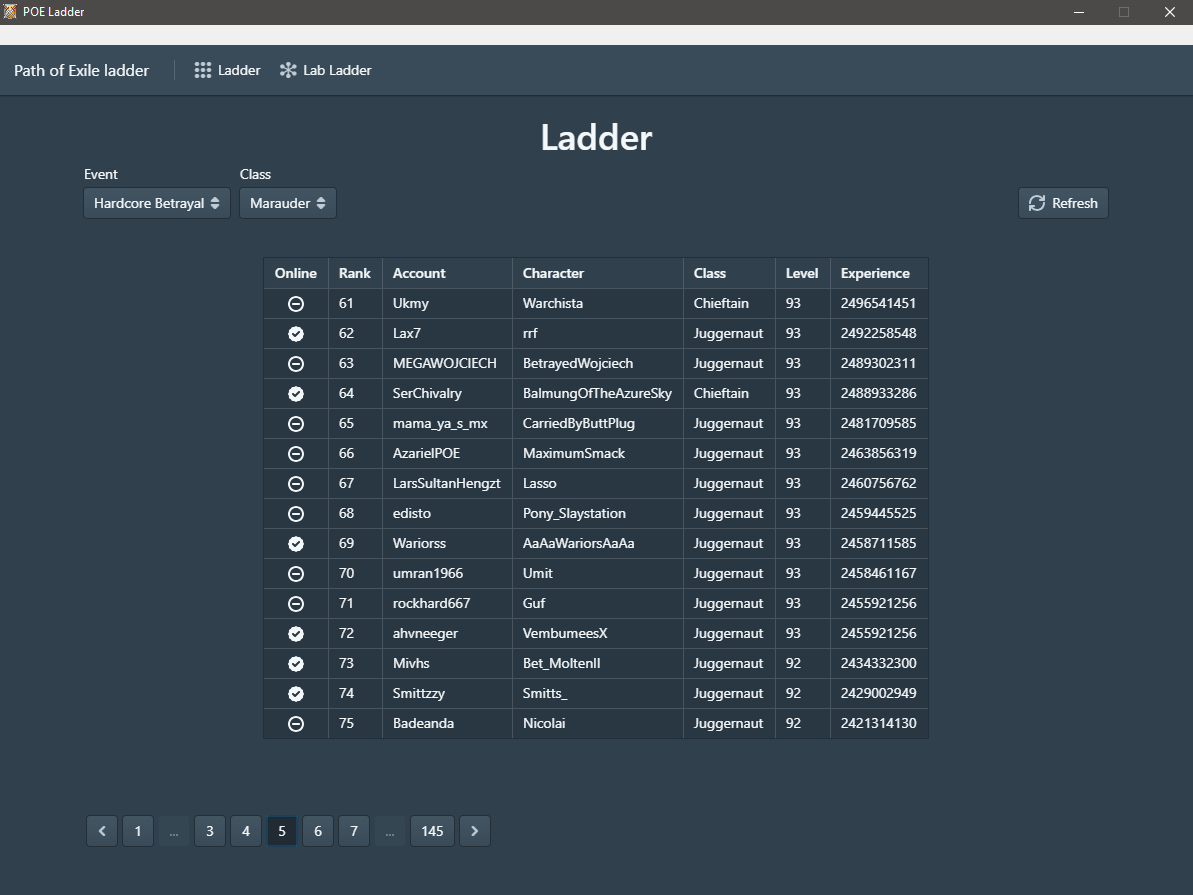 POE Ladder
Path of Exile ladder Ladder Lab Ladder
Ladder
Event Class
Hardcore Betrayal Marauder Refresh
Online Rank Account Character Class Level Experience
61 Ukmy Warchista Chieftain 93 2496541451
62 Lax7 rrf Juggernaut 93 2492258548
63 MEGAWOJCIECH BetrayedWojciech Juggernaut 93 2489302311
64 SerChivalry BalmungOfTheAzureSky Chieftain 93 2488933286
65 mama_ya_s_mx CarriedByButtPlug Juggernaut 93 2481709585
66 AzarielPOE MaximumSmack Juggernaut 93 2463856319
67 LarsSultanHengzt Lasso Juggernaut 93 2460756762
68 edisto Pony_Slaystation Juggernaut 93 2459445525
69 Wariorss AaAaWariorsAaAa Juggernaut 93 2458711585
70 umran1966 Umit Juggernaut 93 2458461167
71 rockhard667 Guf Juggernaut 93 2455921256
72 ahvneeger VembumeesX Juggernaut 93 2455921256
73 Mivhs Bet_MoltenII Juggernaut 92 2434332300
74 Smittzzy Smitts_ Juggernaut 92 2429002949
75 Badeanda Nicolai Juggernaut 92 2421314130
1 ... 3 4 5 6 7 ... 145